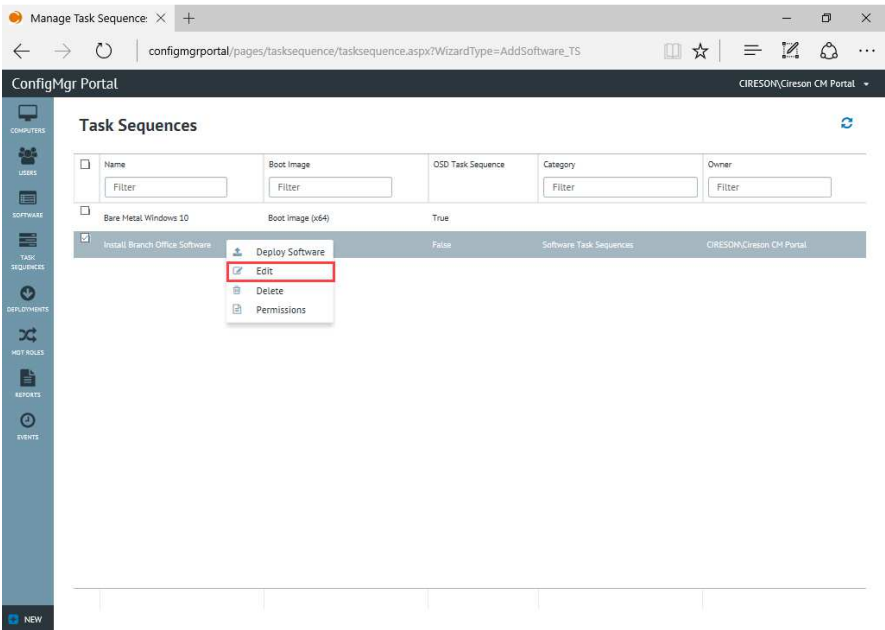 Manage Task Sequence:
configmgrportal/pages/tasksequence/tasksequence.aspx?WizardType=AddSoftware_TS
ConfigMgr Portal
CIRESON\Cireson CM Portal
COMPUTERS
USERS
SOFTWARE
TASK
SEQUENCES
DEPLOYMENTS
MGT ROLES
REPORTS
EVENTS
NEW
Task Sequences
Name Boot Image OSD Task Sequence Category Owner
Filter Filter Filter Filter
Bare Metal Windows 10 Boot image (x64) True
Install Branch Office Software False Software Task Sequences CIRESON\Cireson CM Portal
Deploy Software
Edit
Delete
Permissions